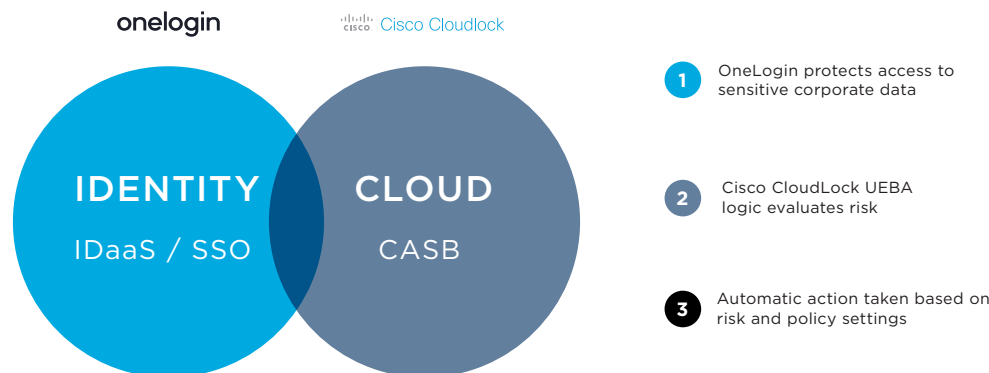 onelogin
cisco Cisco Cloudlock
IDENTITY
IDaaS / SSO
CLOUD
CASB
1 OneLogin protects access to
sensitive corporate data
2 Cisco CloudLock UEBA
logic evaluates risk
3 Automatic action taken based on
risk and policy settings